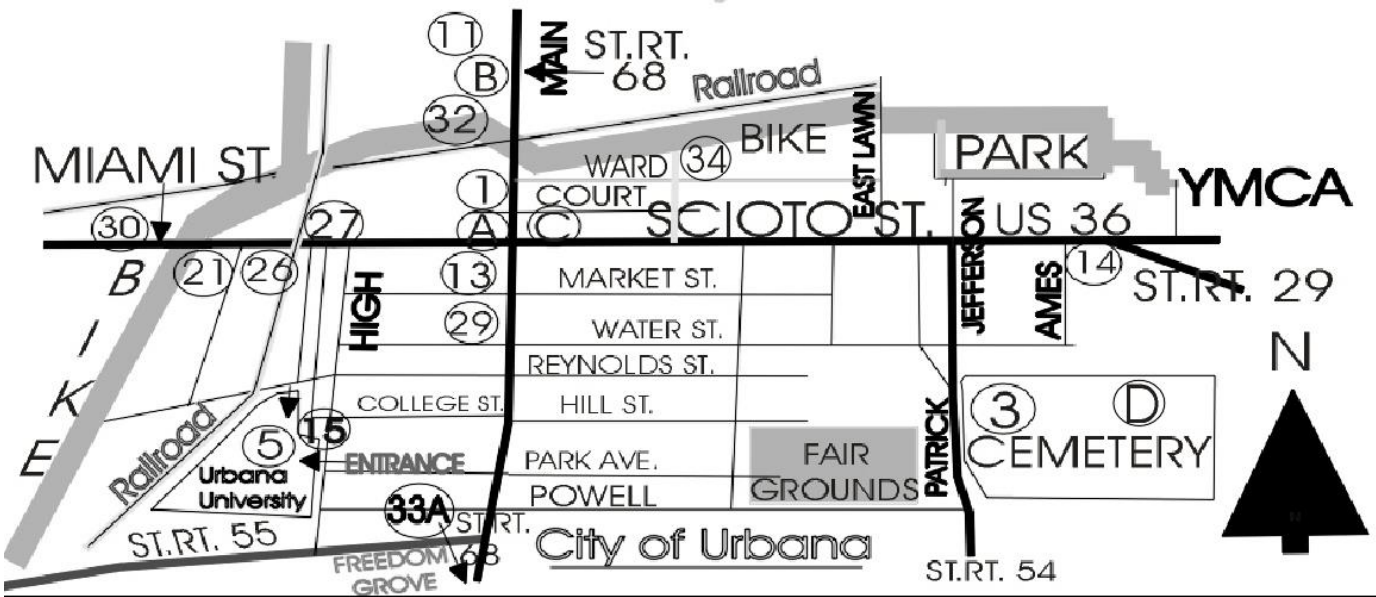 11
MAIN
ST.RT.
68
B
Railroad
32
BIKE
EAST LAWN
MIAMI ST
WARD
34
PARK
YMCA
1
COURT
30
27
A
C
SCIOTO ST.
US 36
JEFFERSON
B
I
K
E
21
26
13
MARKET ST.
AMES
14
ST.RT. 29
HIGH
29
WATER ST.
N
REYNOLDS ST.
COLLEGE ST.
HILL ST.
3
D
CEMETERY
Railroad
5
15
Urbana
University
ENTRANCE
PARK AVE.
FAIR
GROUNDS
PATRICK
33A
POWELL
ST.RT.
68
ST.RT. 55
FREEDOM
GROVE
City of Urbana
ST.RT. 54